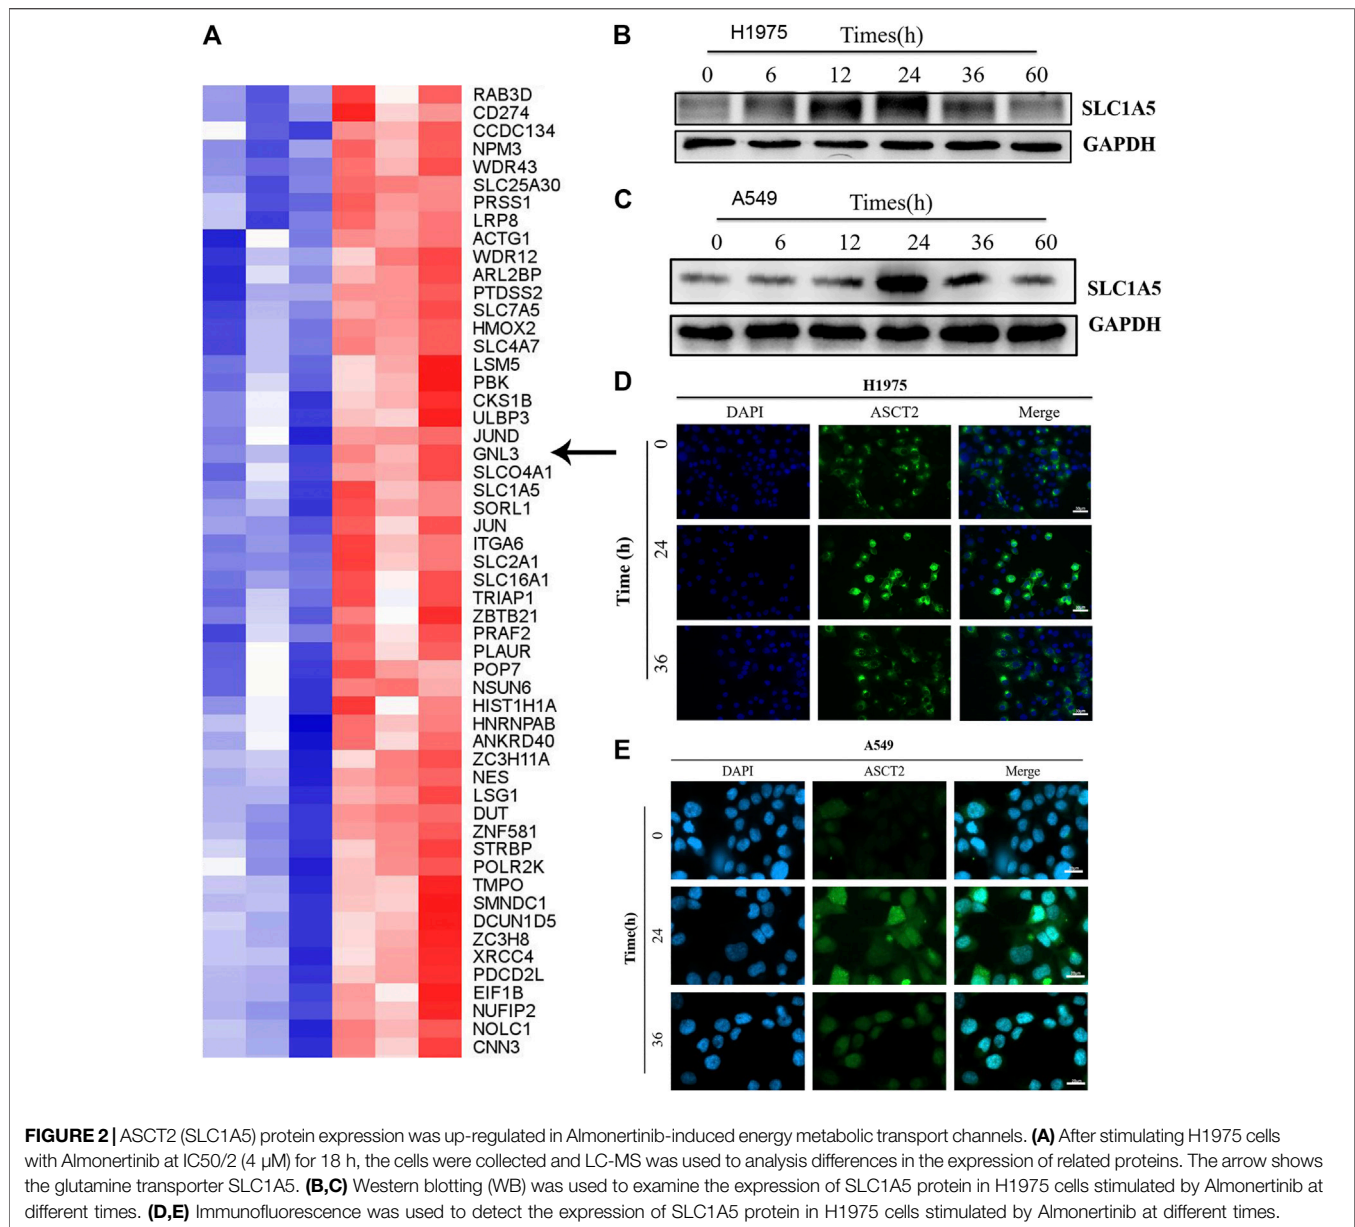 A
RAB3D
CD274
CCDC134
NPM3
WDR43
SLC25A30
PRSS1
LRP8
ACTG1
WDR12
ARL2BP
PTDSS2
SLC7A5
HMOX2
SLC4A7
LSM5
PBK
CKS1B
ULBP3
JUND
GNL3
SLCO4A1
SLC1A5
SORL1
JUN
ITGA6
SLC2A1
SLC16A1
TRIAP1
ZBTB21
PRAF2
PLAUR
POP7
NSUN6
HIST1H1A
HNRNPAB
ANKRD40
ZC3H11A
NES
LSG1
DUT
ZNF581
STRBP
POLR2K
TMPO
SMNDC1
DCUN1D5
ZC3H8
XRCC4
PDCD2L
EIF1B
NUFIP2
NOLC1
CNN3
B
H1975 Times(h)
0 6 12 24 36 60
SLC1A5
GAPDH
C
A549 Times(h)
0 6 12 24 36 60
SLC1A5
GAPDH
D
H1975
DAPI ASCT2 Merge
Time (h)
0
24
36
E
A549
DAPI ASCT2 Merge
Time(h)
0
24
36
FIGURE 2 | ASCT2 (SLC1A5) protein expression was up-regulated in Almonertinib-induced energy metabolic transport channels. (A) After stimulating H1975 cells
with Almonertinib at IC50/2 (4 μM) for 18 h, the cells were collected and LC-MS was used to analysis differences in the expression of related proteins. The arrow shows
the glutamine transporter SLC1A5. (B,C) Western blotting (WB) was used to examine the expression of SLC1A5 protein in H1975 cells stimulated by Almonertinib at
different times. (D,E) Immunofluorescence was used to detect the expression of SLC1A5 protein in H1975 cells stimulated by Almonertinib at different times.